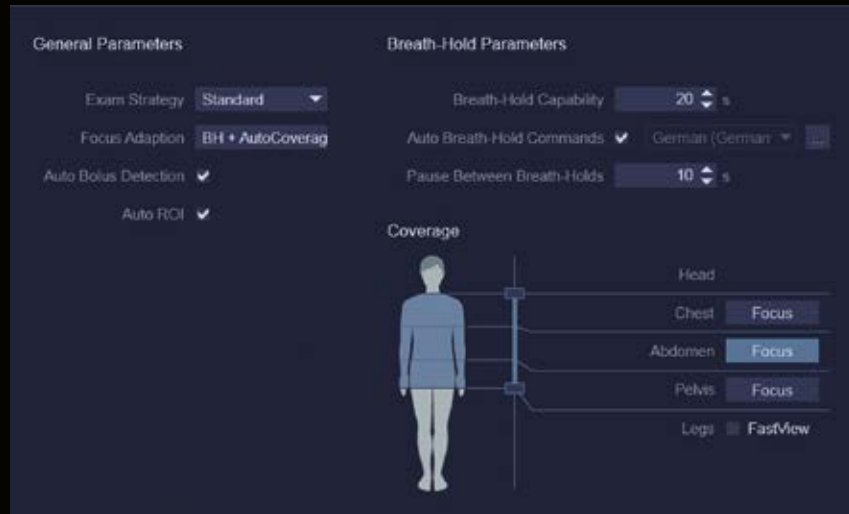 General Parameters
Exam Strategy Standard
Focus Adaption BH + AutoCoverag
Auto Bolus Detection
Auto ROI
Breath-Hold Parameters
Breath-Hold Capability 20 s
Auto Breath-Hold Commands German (German ...
Pause Between Breath-Holds 10 s
Coverage
Head
Chest Focus
Abdomen Focus
Pelvis Focus
Legs FastView